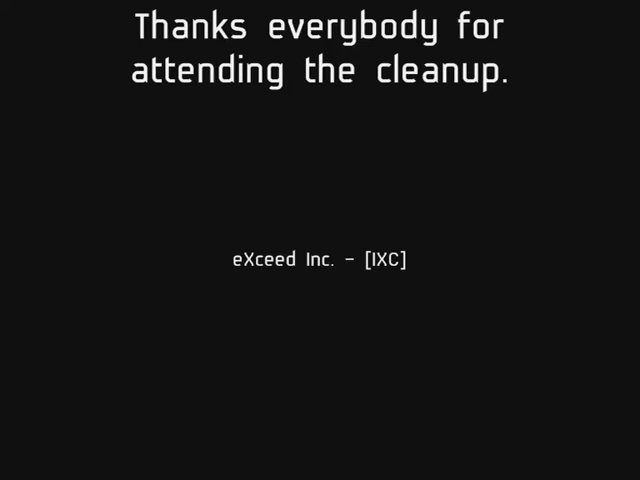 Thanks everybody for
attending the cleanup.
eXceed Inc. - [IXC]